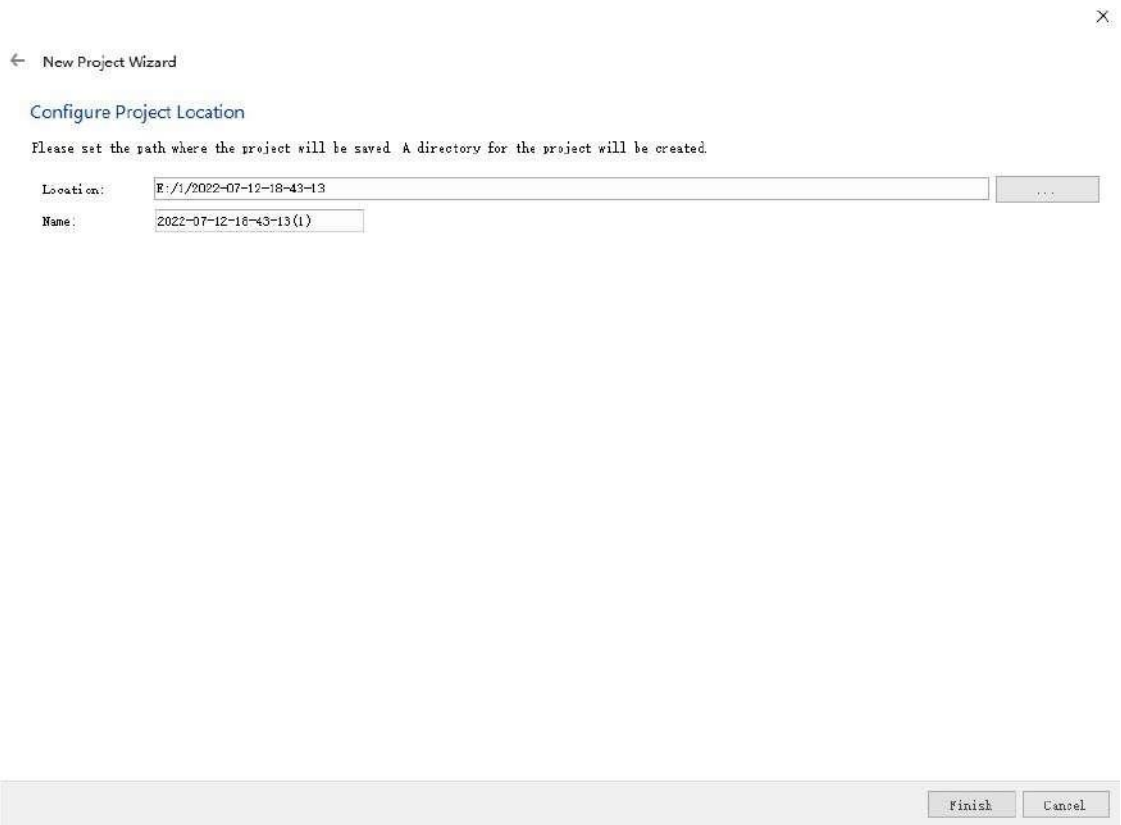 New Project Wizard
Configure Project Location
Please set the path where the project will be saved. A directory for the project will be created.
Location: E:/1/2022-07-12-18-43-13 ...
Name: 2022-07-12-18-43-13(1)
Finish Cancel